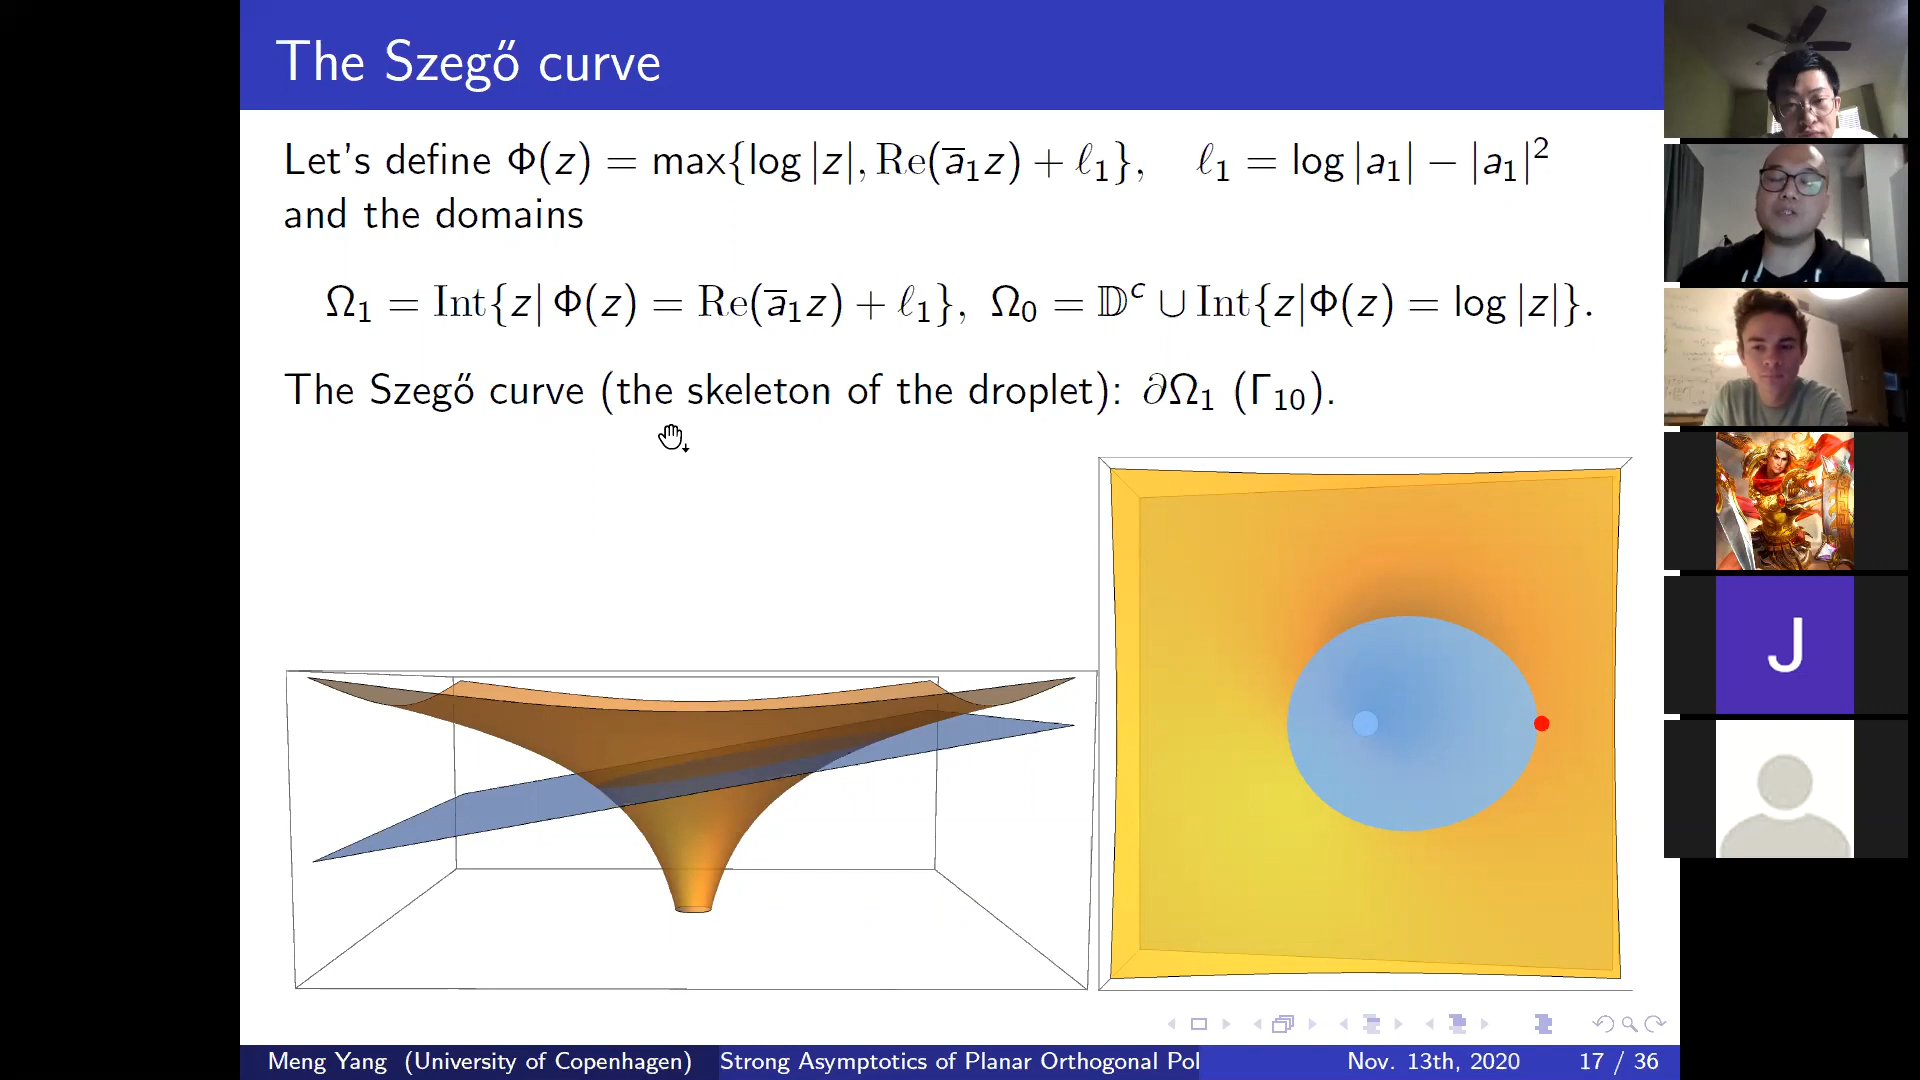 The Szegő curve
Let's define Φ(z) = max{log |z|, Re(a̅₁z) + ℓ₁},   ℓ₁ = log |a₁| − |a₁|²
and the domains
Ω₁ = Int{z| Φ(z) = Re(a̅₁z) + ℓ₁}, Ω₀ = 𝔻ᶜ ∪ Int{z|Φ(z) = log |z|}.
The Szegő curve (the skeleton of the droplet): ∂Ω₁ (Γ₁₀).
J
Meng Yang (University of Copenhagen) Strong Asymptotics of Planar Orthogonal Pol Nov. 13th, 2020 17 / 36